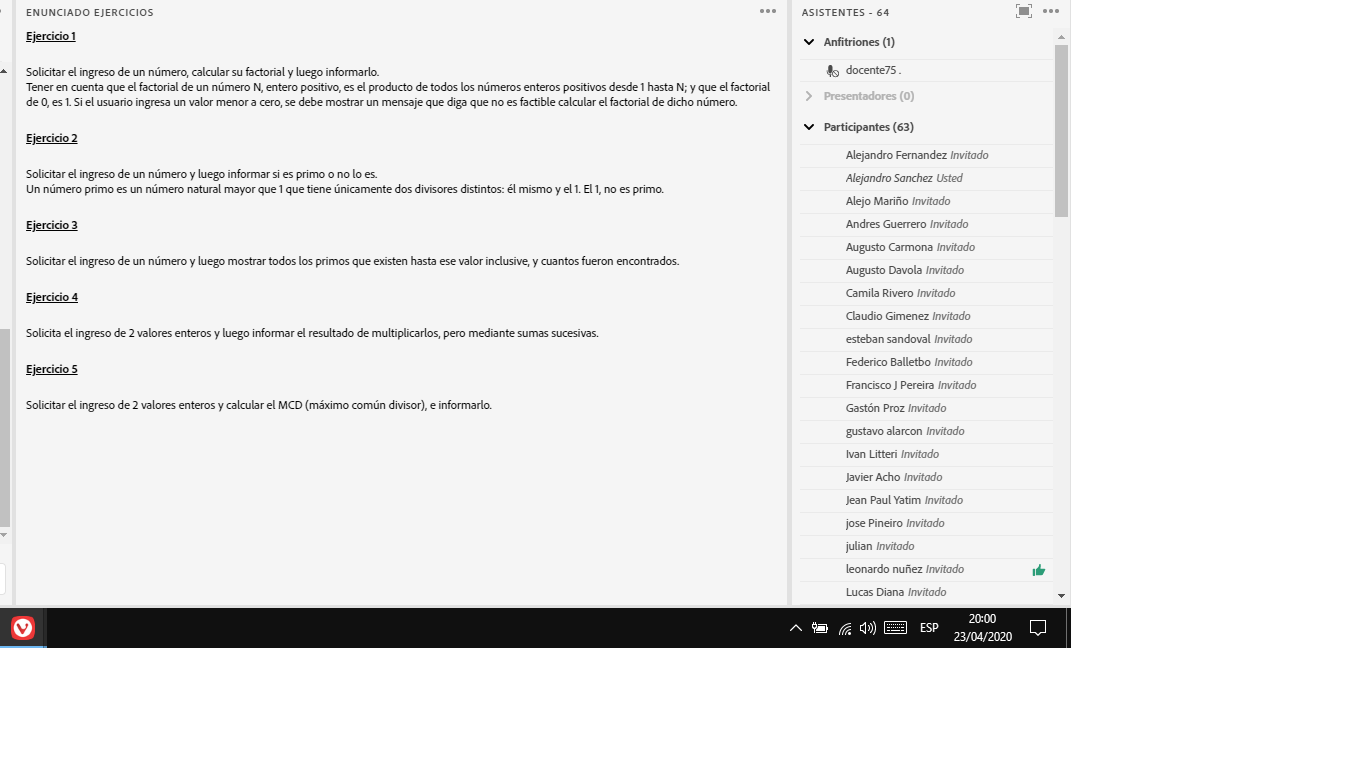 ENUNCIADO EJERCICIOS
Ejercicio 1
Solicitar el ingreso de un número, calcular su factorial y luego informarlo.
Tener en cuenta que el factorial de un número N, entero positivo, es el producto de todos los números enteros positivos desde 1 hasta N; y que el factorial
de 0, es 1. Si el usuario ingresa un valor menor a cero, se debe mostrar un mensaje que diga que no es factible calcular el factorial de dicho número.
Ejercicio 2
Solicitar el ingreso de un número y luego informar si es primo o no lo es.
Un número primo es un número natural mayor que 1 que tiene únicamente dos divisores distintos: él mismo y el 1. El 1, no es primo.
Ejercicio 3
Solicitar el ingreso de un número y luego mostrar todos los primos que existen hasta ese valor inclusive, y cuantos fueron encontrados.
Ejercicio 4
Solicita el ingreso de 2 valores enteros y luego informar el resultado de multiplicarlos, pero mediante sumas sucesivas.
Ejercicio 5
Solicitar el ingreso de 2 valores enteros y calcular el MCD (máximo común divisor), e informarlo.
ASISTENTES - 64
Anfitriones (1)
docente75 .
Presentadores (0)
Participantes (63)
Alejandro Fernandez Invitado
Alejandro Sanchez Usted
Alejo Mariño Invitado
Andres Guerrero Invitado
Augusto Carmona Invitado
Augusto Davola Invitado
Camila Rivero Invitado
Claudio Gimenez Invitado
esteban sandoval Invitado
Federico Balletbo Invitado
Francisco J Pereira Invitado
Gastón Proz Invitado
gustavo alarcon Invitado
Ivan Litteri Invitado
Javier Acho Invitado
Jean Paul Yatim Invitado
jose Pineiro Invitado
julian Invitado
leonardo nuñez Invitado
Lucas Diana Invitado
ESP
20:00
23/04/2020